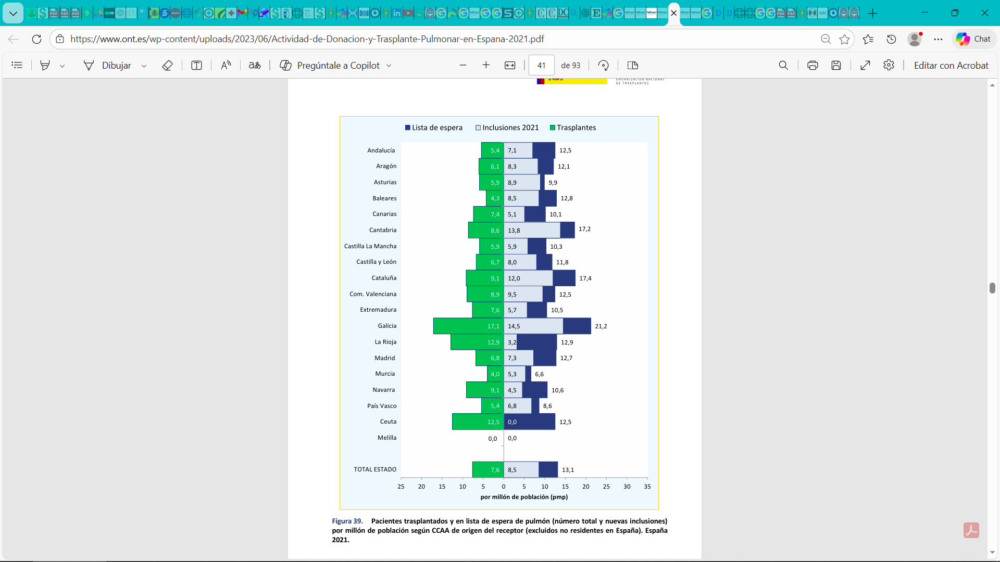 https://www.ont.es/wp-content/uploads/2023/06/Actividad-de-Donacion-y-Trasplante-Pulmonar-en-Espana-2021.pdf
Chat
Dibujar
Pregúntale a Copilot
41 de 93
Editar con Acrobat
ORGANIZACIÓN NACIONAL
DE TRASPLANTES
Lista de espera Inclusiones 2021 Trasplantes
Andalucía 5,4 7,1 12,5
Aragón 6,1 8,3 12,1
Asturias 5,9 8,9 9,9
Baleares 4,3 8,5 12,8
Canarias 7,4 5,1 10,1
Cantabria 8,6 13,8 17,2
Castilla La Mancha 5,9 5,9 10,3
Castilla y León 6,7 8,0 11,8
Cataluña 9,1 12,0 17,4
Com. Valenciana 8,9 9,5 12,5
Extremadura 7,6 5,7 10,5
Galicia 17,1 14,5 21,2
La Rioja 12,9 3,2 12,9
Madrid 6,8 7,3 12,7
Murcia 4,0 5,3 6,6
Navarra 9,1 4,5 10,6
País Vasco 5,4 6,8 8,6
Ceuta 12,5 0,0 12,5
Melilla 0,0 0,0
TOTAL ESTADO 7,6 8,5 13,1
25 20 15 10 5 0 5 10 15 20 25 30 35
por millón de población (pmp)
Figura 39. Pacientes trasplantados y en lista de espera de pulmón (número total y nuevas inclusiones)
por millón de población según CCAA de origen del receptor (excluidos no residentes en España). España
2021.